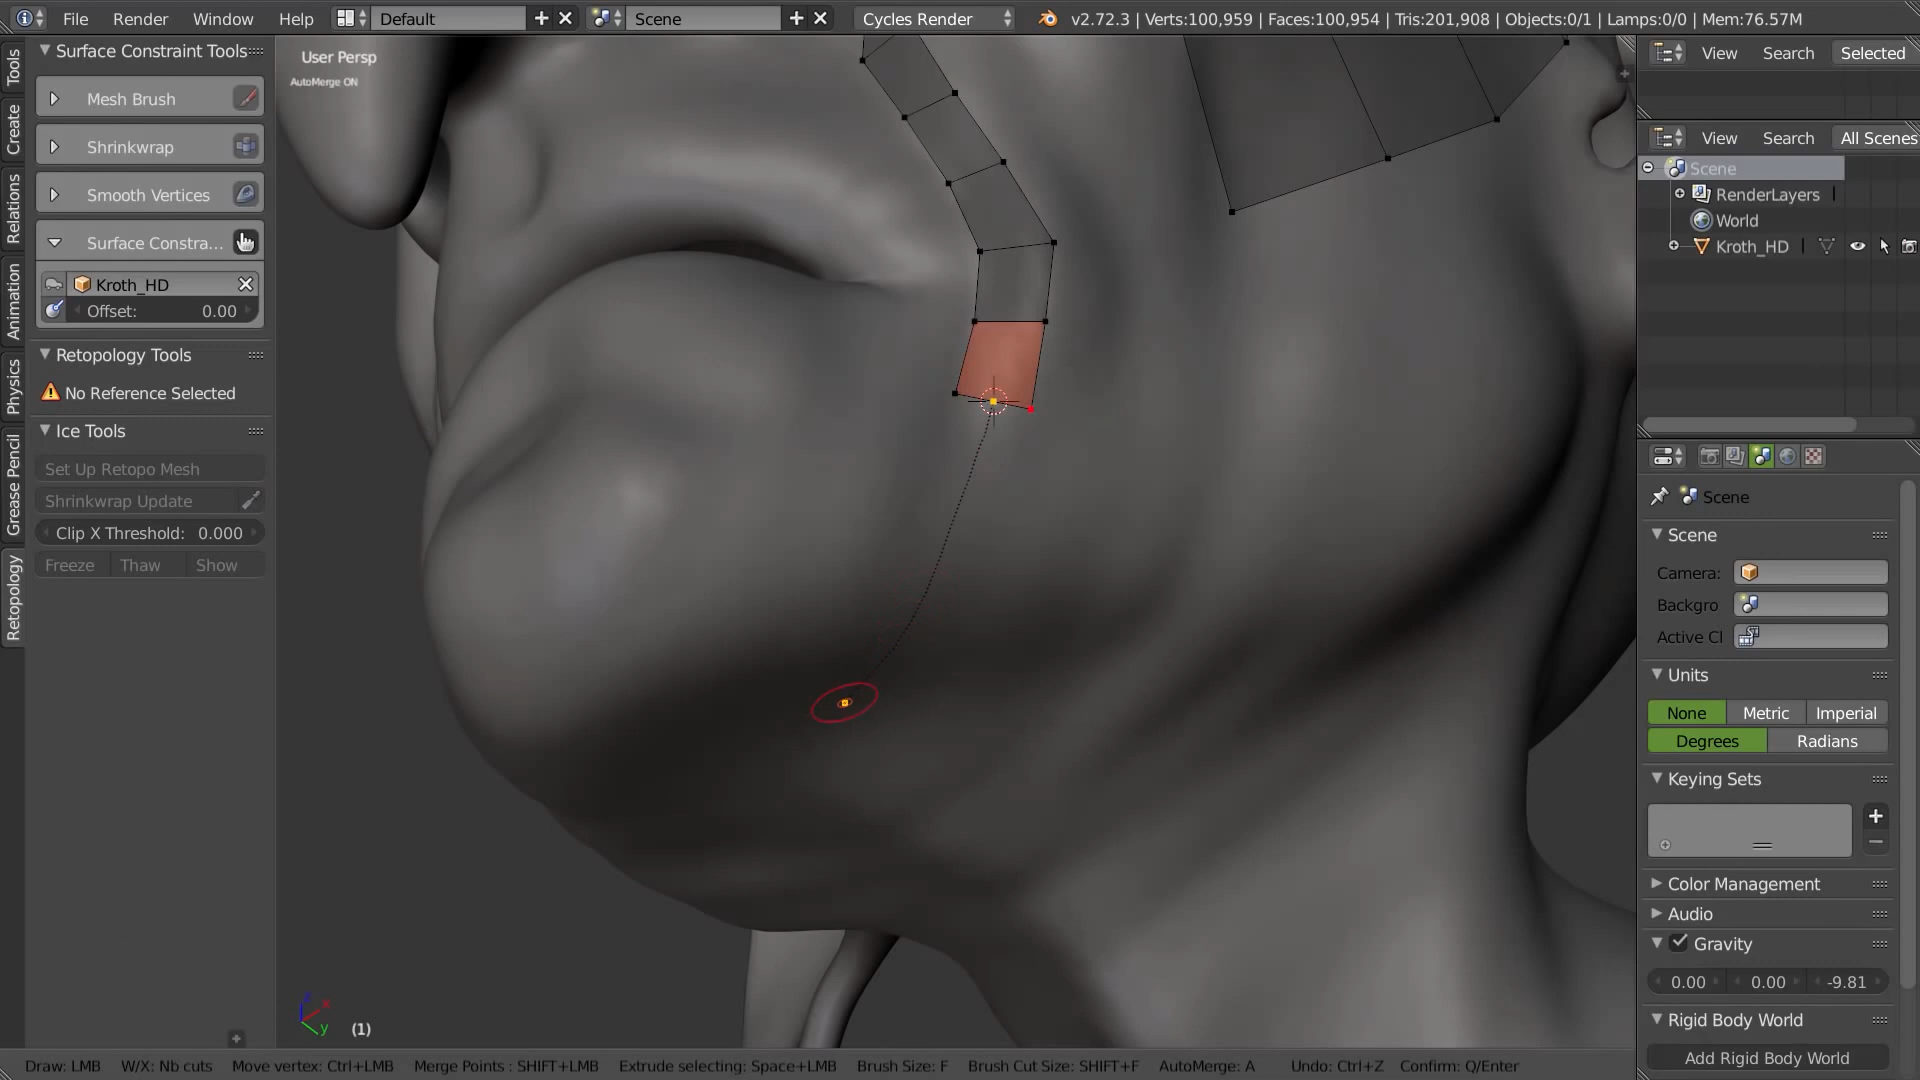 File Render Window Help Default Scene Cycles Render v2.72.3 | Verts:100,959 | Faces:100,954 | Tris:201,908 | Objects:0/1 | Lamps:0/0 | Mem:76.57M
Tools
Create
Relations
Animation
Physics
Grease Pencil
Retopology
Surface Constraint Tools
Mesh Brush
Shrinkwrap
Smooth Vertices
Surface Constra...
Kroth_HD
Offset: 0.00
Retopology Tools
No Reference Selected
Ice Tools
Set Up Retopo Mesh
Shrinkwrap Update
Clip X Threshold: 0.000
Freeze Thaw Show
User Persp
AutoMerge ON
z
x
y
(1)
View Search Selected
View Search All Scenes
Scene
RenderLayers
World
Kroth_HD
Scene
Scene
Camera:
Backgro
Active Cl
Units
None Metric Imperial
Degrees Radians
Keying Sets
Color Management
Audio
Gravity
0.00 0.00 -9.81
Rigid Body World
Add Rigid Body World
Draw: LMB W/X: Nb cuts Move vertex: Ctrl+LMB Merge Points : SHIFT+LMB Extrude selecting: Space+LMB Brush Size: F Brush Cut Size: SHIFT+F AutoMerge: A Undo: Ctrl+Z Confirm: Q/Enter